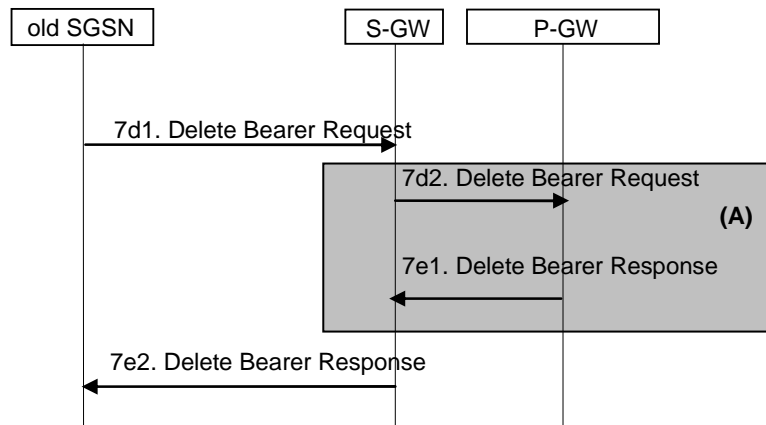 old SGSN
S-GW
P-GW
7d1. Delete Bearer Request
7d2. Delete Bearer Request
(A)
7e1. Delete Bearer Response
7e2. Delete Bearer Response